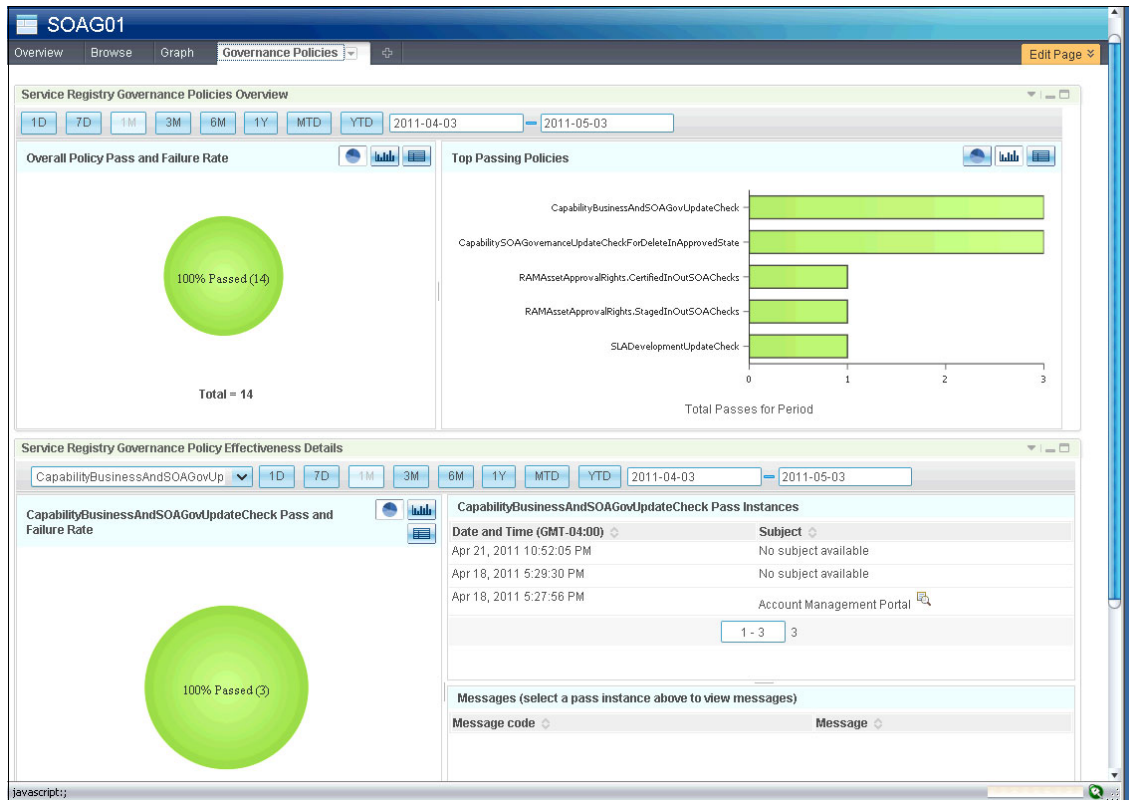 SOAG01
Overview Browse Graph Governance Policies
Edit Page
Service Registry Governance Policies Overview
1D 7D 1M 3M 6M 1Y MTD YTD 2011-04-03 2011-05-03
Overall Policy Pass and Failure Rate
100% Passed (14)
Total = 14
Top Passing Policies
CapabilityBusinessAndSOAGovUpdateCheck
CapabilitySOAGovernanceUpdateCheckForDeleteInApprovedState
RAMAssetApprovalRights.CertifiedInOutSOAChecks
RAMAssetApprovalRights.StagedInOutSOAChecks
SLADevelopmentUpdateCheck
0 1 2 3
Total Passes for Period
Service Registry Governance Policy Effectiveness Details
CapabilityBusinessAndSOAGovUp 1D 7D 1M 3M 6M 1Y MTD YTD 2011-04-03 2011-05-03
CapabilityBusinessAndSOAGovUpdateCheck Pass and
Failure Rate
100% Passed (3)
CapabilityBusinessAndSOAGovUpdateCheck Pass Instances
Date and Time (GMT-04:00) Subject
Apr 21, 2011 10:52:05 PM No subject available
Apr 18, 2011 5:29:30 PM No subject available
Apr 18, 2011 5:27:56 PM Account Management Portal
1 - 3 3
Messages (select a pass instance above to view messages)
Message code Message
javascript:;